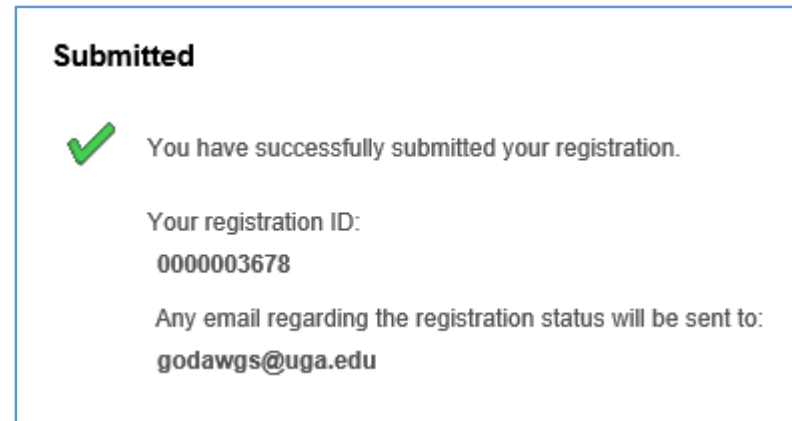 Submitted
You have successfully submitted your registration.
Your registration ID:
0000003678
Any email regarding the registration status will be sent to:
godawgs@uga.edu